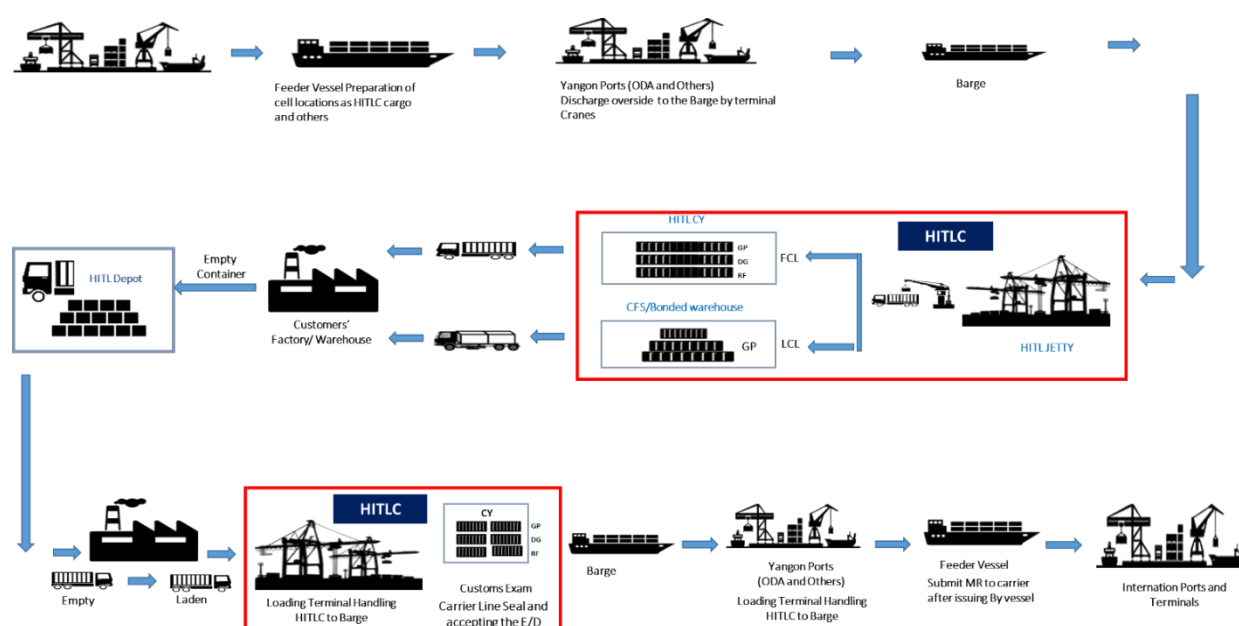 Feeder Vessel Preparation of
cell locations as HITLC cargo
and others
Yangon Ports (ODA and Others)
Discharge overside to the Barge by terminal
Cranes
Barge
HITL CY
HITLC
GP
DG
RF
FCL
CFS/Bonded warehouse
GP
LCL
HITL JETTY
Empty
Container
HITL Depot
Customers'
Factory/ Warehouse
Empty
Laden
HITLC
Loading Terminal Handling
HITLC to Barge
CY
GP
DG
RF
Customs Exam
Carrier Line Seal and
accepting the E/D
Barge
Yangon Ports
(ODA and Others)
Loading Terminal Handling
HITLC to Barge
Feeder Vessel
Submit MR to carrier
after issuing By vessel
Internation Ports and
Terminals